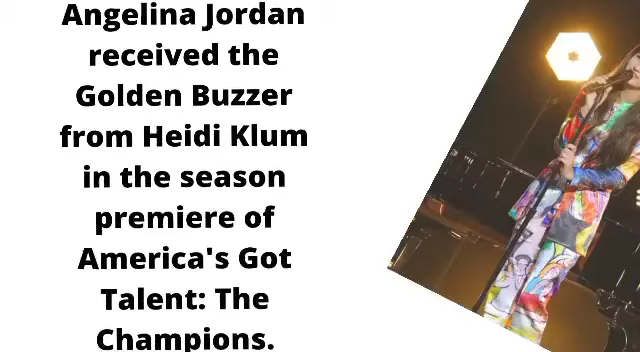 Angelina Jordan
received the
Golden Buzzer
from Heidi Klum
in the season
premiere of
America's Got
Talent: The
Champions.